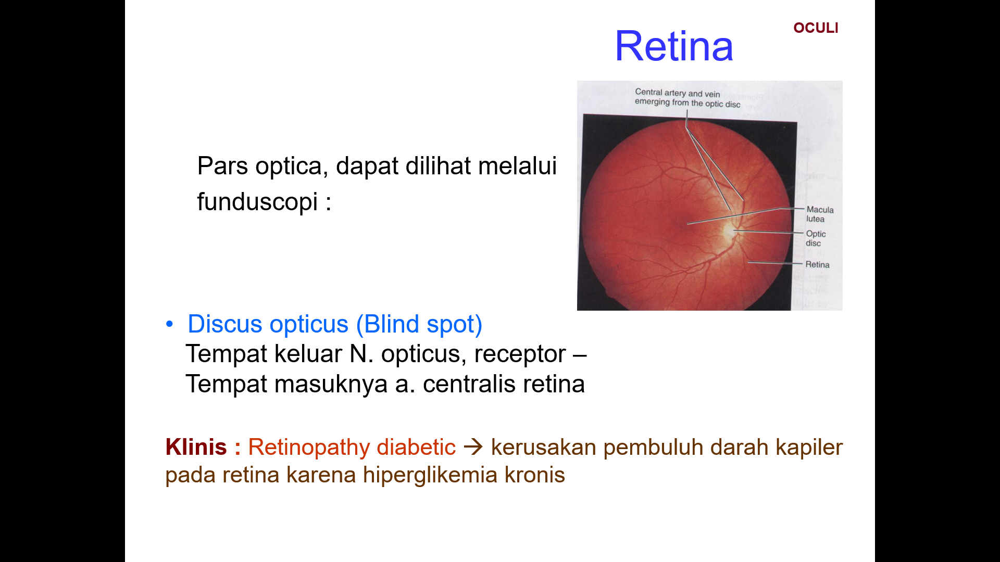 OCULI
Retina
Central artery and vein
emerging from the optic disc
Pars optica, dapat dilihat melalui
funduscopi :
Macula
lutea
Optic
disc
Retina
• Discus opticus (Blind spot)
Tempat keluar N. opticus, receptor –
Tempat masuknya a. centralis retina
Klinis : Retinopathy diabetic → kerusakan pembuluh darah kapiler
pada retina karena hiperglikemia kronis